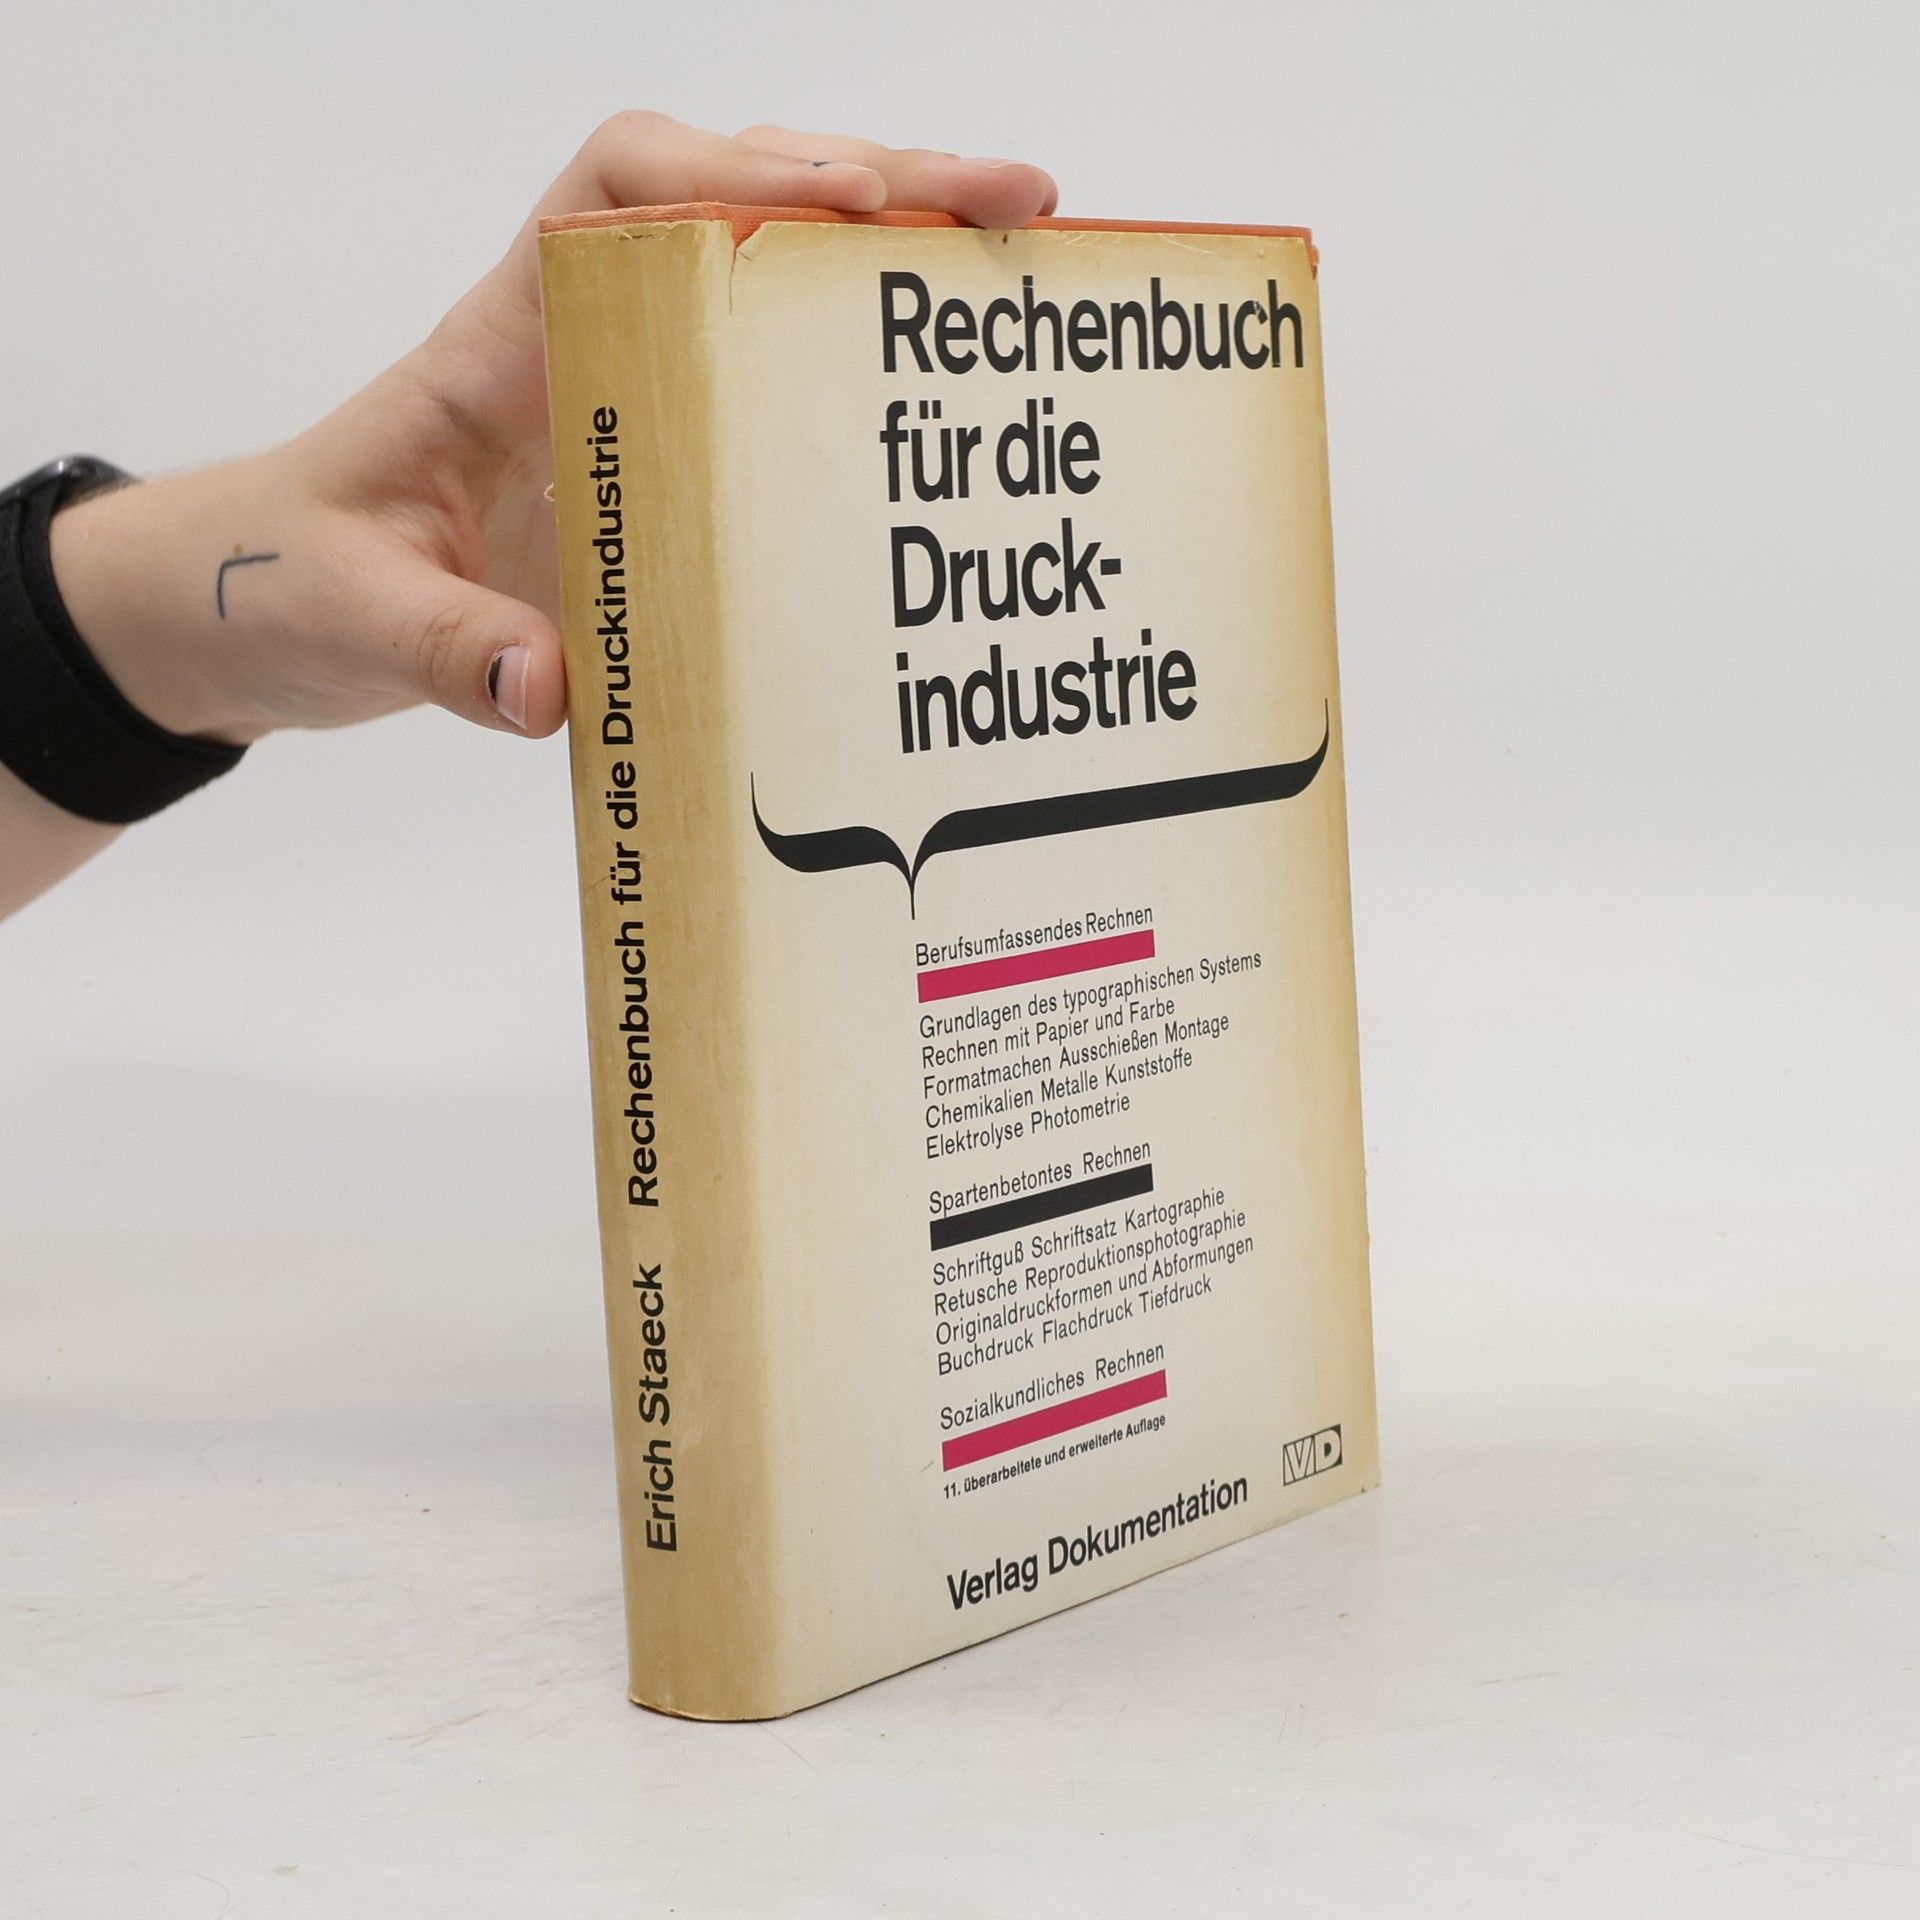 Erich Staeck Rechenbuch für die Druckindustrie
Rechenbuch
für die
Druck-
industrie
Berufsumfassendes Rechnen
Grundlagen des typographischen Systems
Rechnen mit Papier und Farbe
Formatmachen Ausschießen Montage
Chemikalien Metalle Kunststoffe
Elektrolyse Photometrie
Spartenbetontes Rechnen
Schriftguß Schriftsatz Kartographie
Retusche Reproduktionsphotographie
Originaldruckformen und Abformungen
Buchdruck Flachdruck Tiefdruck
Sozialkundliches Rechnen
11. überarbeitete und erweiterte Auflage
Verlag Dokumentation
VD